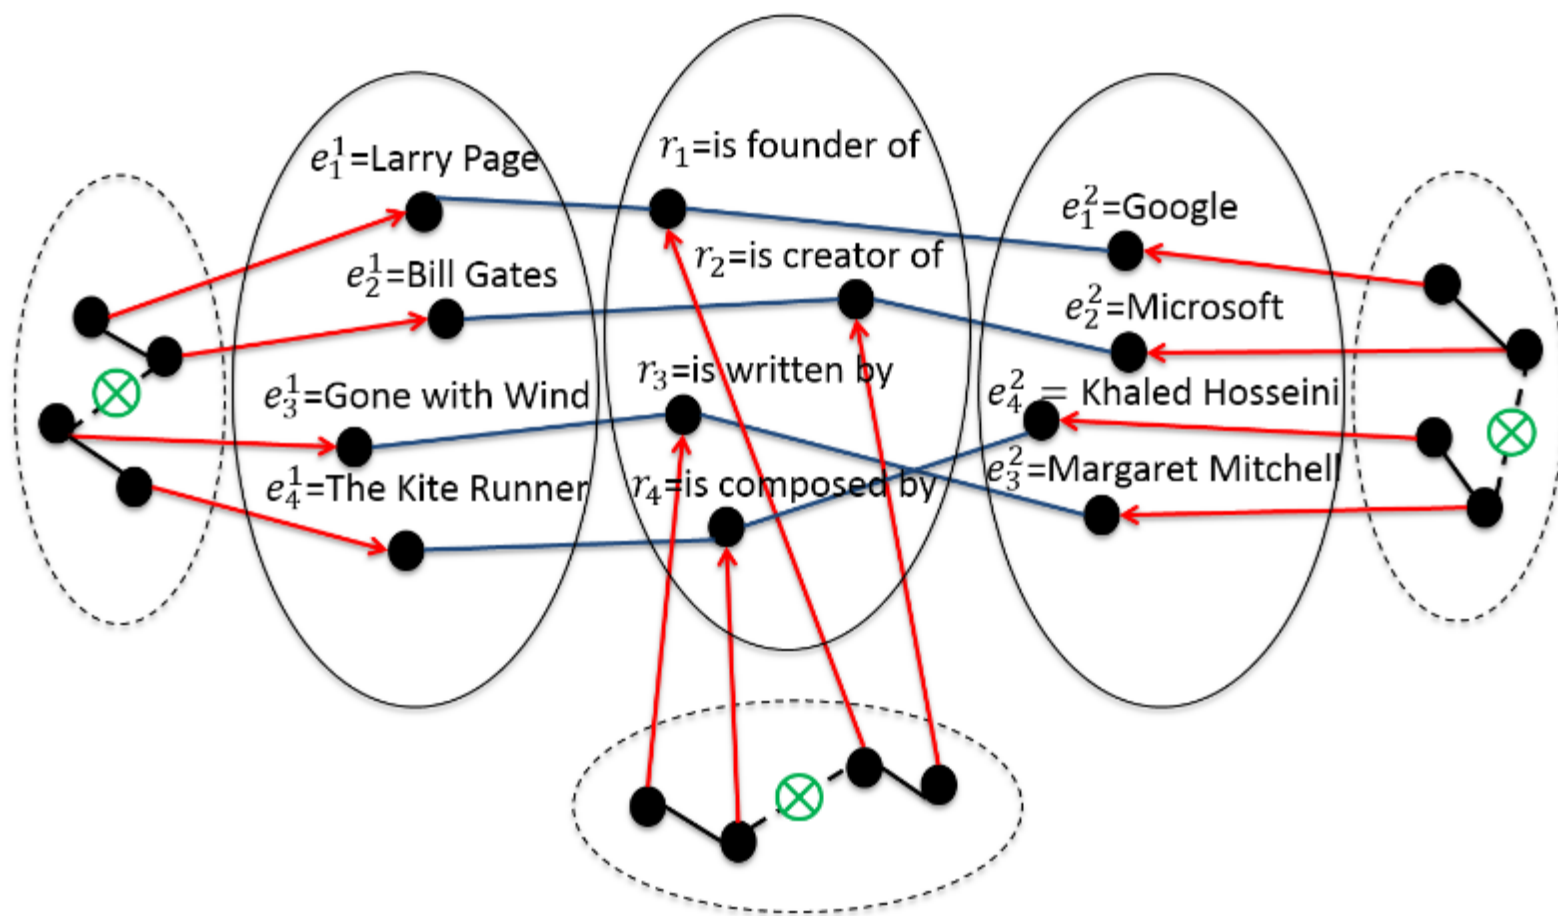 e₁¹=Larry Page
e₂¹=Bill Gates
e₃¹=Gone with Wind
e₄¹=The Kite Runner
r₁=is founder of
r₂=is creator of
r₃=is written by
r₄=is composed by
e₁²=Google
e₂²=Microsoft
e₄² = Khaled Hosseini
e₃²=Margaret Mitchell